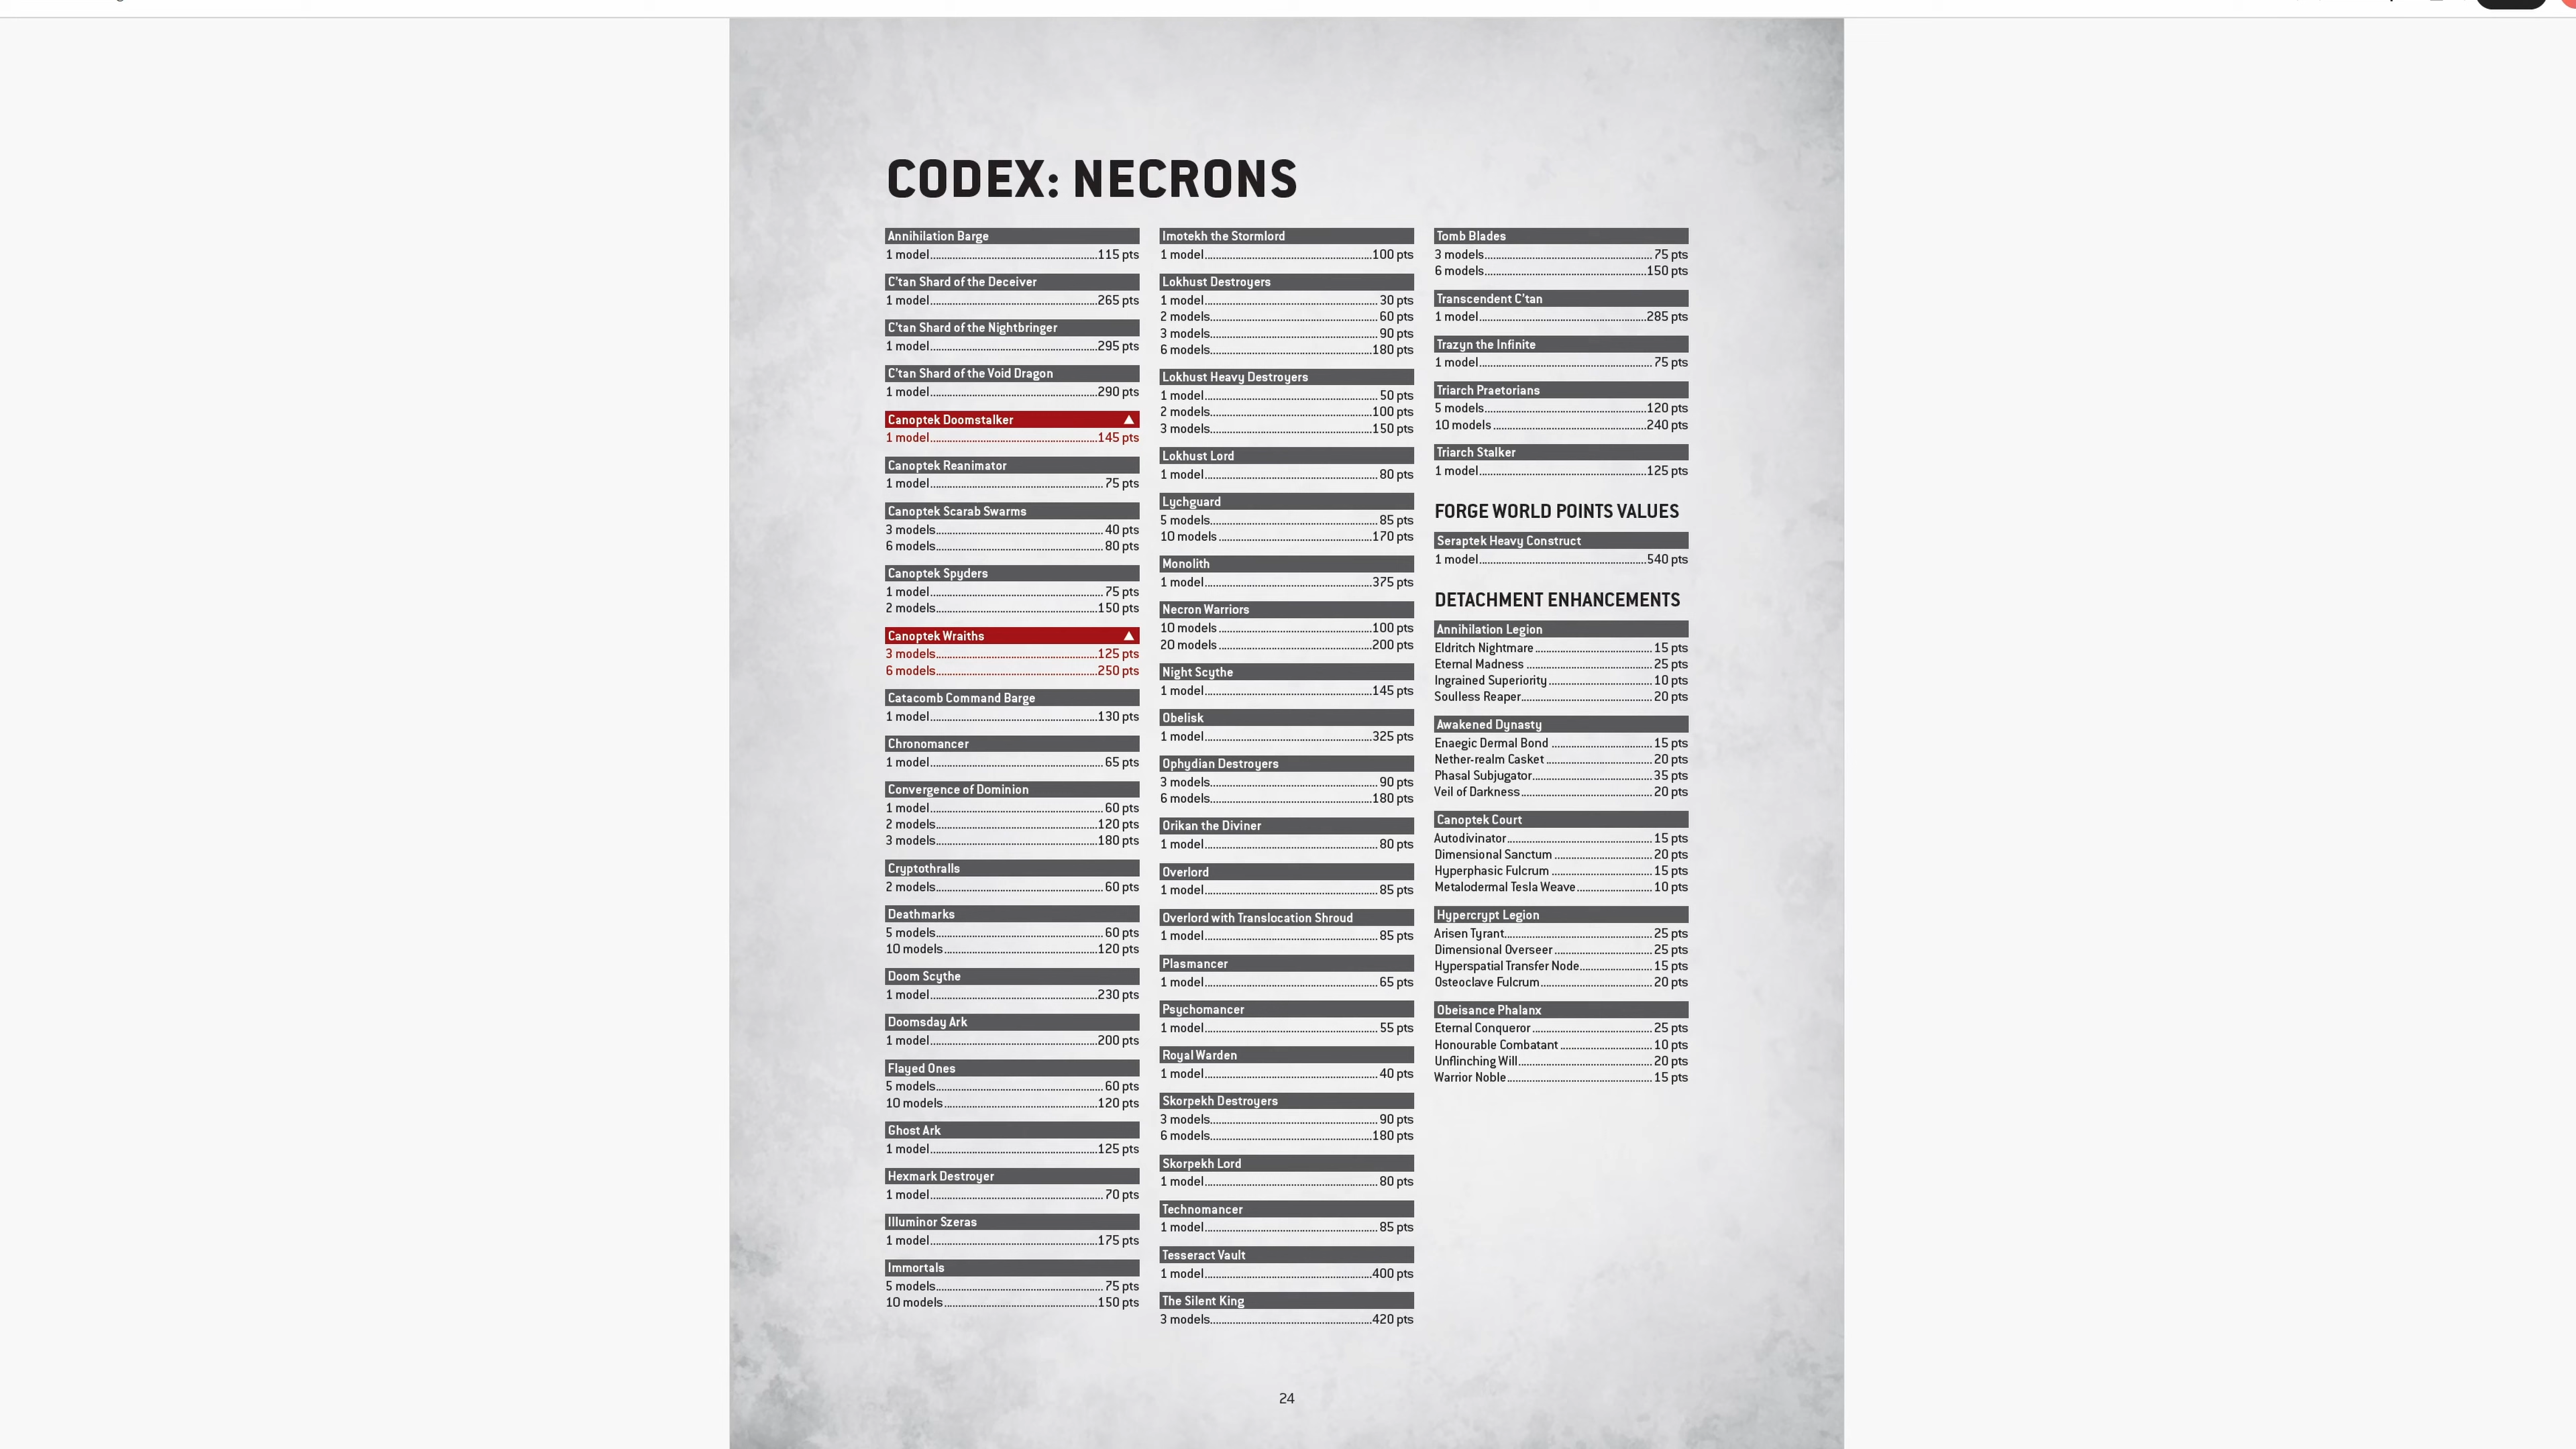 CODEX: NECRONS
Annihilation Barge
1 model 115 pts
C'tan Shard of the Deceiver
1 model 265 pts
C'tan Shard of the Nightbringer
1 model 295 pts
C'tan Shard of the Void Dragon
1 model 290 pts
Canoptek Doomstalker ▲
1 model 145 pts
Canoptek Reanimator
1 model 75 pts
Canoptek Scarab Swarms
3 models 40 pts
6 models 80 pts
Canoptek Spyders
1 model 75 pts
2 models 150 pts
Canoptek Wraiths ▲
3 models 125 pts
6 models 250 pts
Catacomb Command Barge
1 model 130 pts
Chronomancer
1 model 65 pts
Convergence of Dominion
1 model 60 pts
2 models 120 pts
3 models 180 pts
Cryptothralls
2 models 60 pts
Deathmarks
5 models 60 pts
10 models 120 pts
Doom Scythe
1 model 230 pts
Doomsday Ark
1 model 200 pts
Flayed Ones
5 models 60 pts
10 models 120 pts
Ghost Ark
1 model 125 pts
Hexmark Destroyer
1 model 70 pts
Illuminor Szeras
1 model 175 pts
Immortals
5 models 75 pts
10 models 150 pts
Imotekh the Stormlord
1 model 100 pts
Lokhust Destroyers
1 model 30 pts
2 models 60 pts
3 models 90 pts
6 models 180 pts
Lokhust Heavy Destroyers
1 model 50 pts
2 models 100 pts
3 models 150 pts
Lokhust Lord
1 model 80 pts
Lychguard
5 models 85 pts
10 models 170 pts
Monolith
1 model 375 pts
Necron Warriors
10 models 100 pts
20 models 200 pts
Night Scythe
1 model 145 pts
Obelisk
1 model 325 pts
Ophydian Destroyers
3 models 90 pts
6 models 180 pts
Orikan the Diviner
1 model 80 pts
Overlord
1 model 85 pts
Overlord with Translocation Shroud
1 model 85 pts
Plasmancer
1 model 65 pts
Psychomancer
1 model 55 pts
Royal Warden
1 model 40 pts
Skorpekh Destroyers
3 models 90 pts
6 models 180 pts
Skorpekh Lord
1 model 80 pts
Technomancer
1 model 85 pts
Tesseract Vault
1 model 400 pts
The Silent King
3 models 420 pts
Tomb Blades
3 models 75 pts
6 models 150 pts
Transcendent C'tan
1 model 285 pts
Trazyn the Infinite
1 model 75 pts
Triarch Praetorians
5 models 120 pts
10 models 240 pts
Triarch Stalker
1 model 125 pts
FORGE WORLD POINTS VALUES
Seraptek Heavy Construct
1 model 540 pts
DETACHMENT ENHANCEMENTS
Annihilation Legion
Eldritch Nightmare 15 pts
Eternal Madness 25 pts
Ingrained Superiority 10 pts
Soulless Reaper 20 pts
Awakened Dynasty
Enaegic Dermal Bond 15 pts
Nether-realm Casket 20 pts
Phasal Subjugator 35 pts
Veil of Darkness 20 pts
Canoptek Court
Autodivinator 15 pts
Dimensional Sanctum 20 pts
Hyperphasic Fulcrum 15 pts
Metalodermal Tesla Weave 10 pts
Hypercrypt Legion
Arisen Tyrant 25 pts
Dimensional Overseer 25 pts
Hyperspatial Transfer Node 15 pts
Osteoclave Fulcrum 20 pts
Obeisance Phalanx
Eternal Conqueror 25 pts
Honourable Combatant 10 pts
Unflinching Will 20 pts
Warrior Noble 15 pts
24